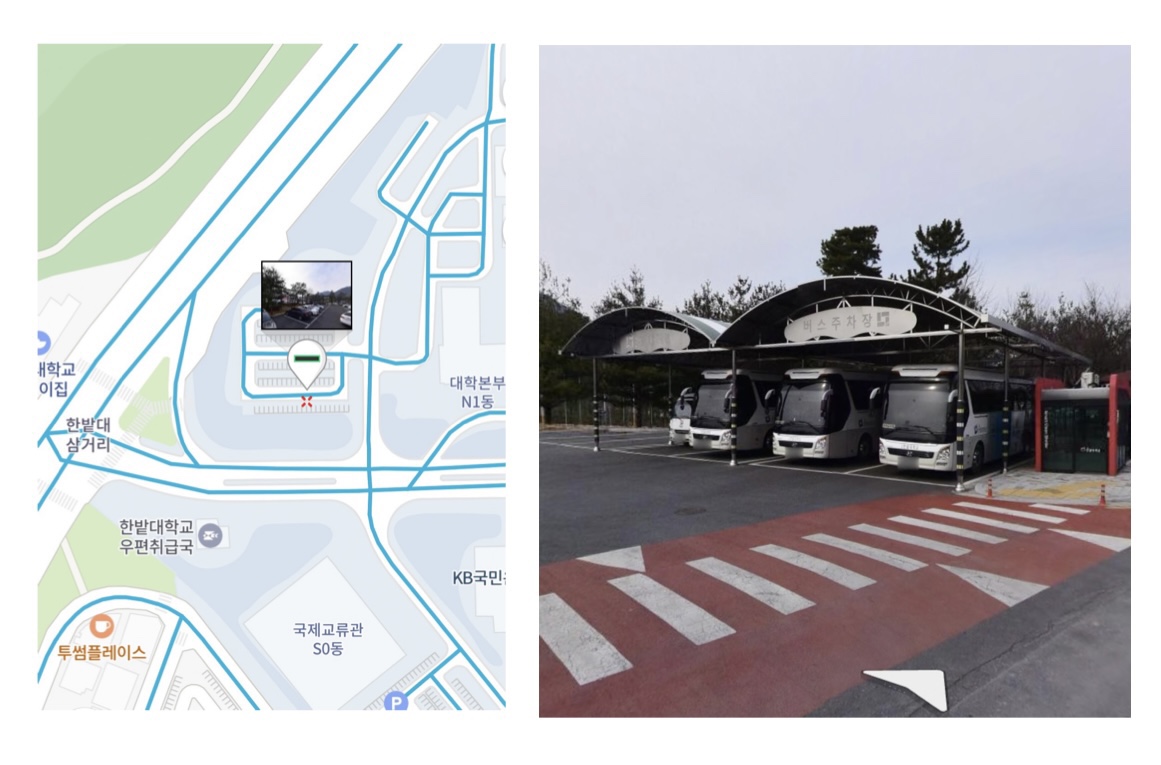 대학교
이집
한밭대
삼거리
대학본부
N1동
한밭대학교
우편취급국
KB국민
국제교류관
S0동
투썸플레이스
P
버스주차장